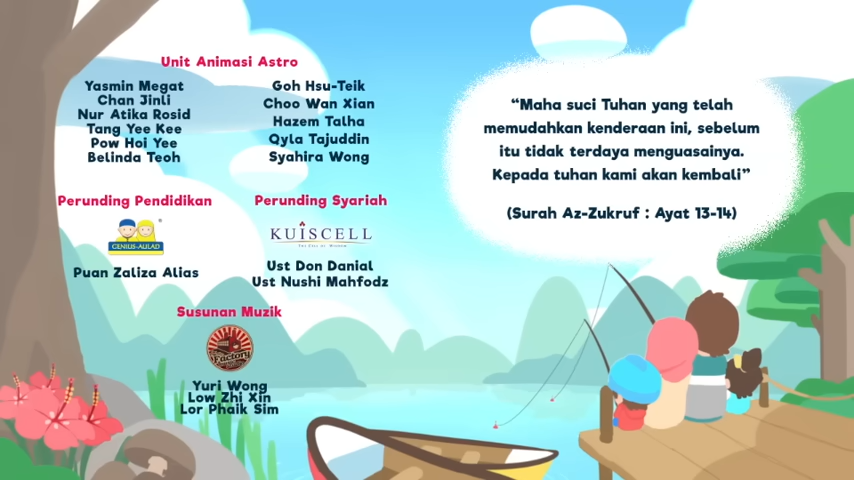 Unit Animasi Astro
Yasmin Megat
Chan Jinli
Nur Atika Rosid
Tang Yee Kee
Pow Hoi Yee
Belinda Teoh
Goh Hsu-Teik
Choo Wan Xian
Hazem Talha
Qyla Tajuddin
Syahira Wong
Perunding Pendidikan
GENIUS-AULAD
Puan Zaliza Alias
Perunding Syariah
KUISCELL
Ust Don Danial
Ust Nushi Mahfodz
Susunan Muzik
Factory
Yuri Wong
Low Zhi Xin
Lor Phaik Sim
“Maha suci Tuhan yang telah
memudahkan kenderaan ini, sebelum
itu tidak terdaya menguasainya.
Kepada tuhan kami akan kembali”
(Surah Az-Zukruf : Ayat 13-14)